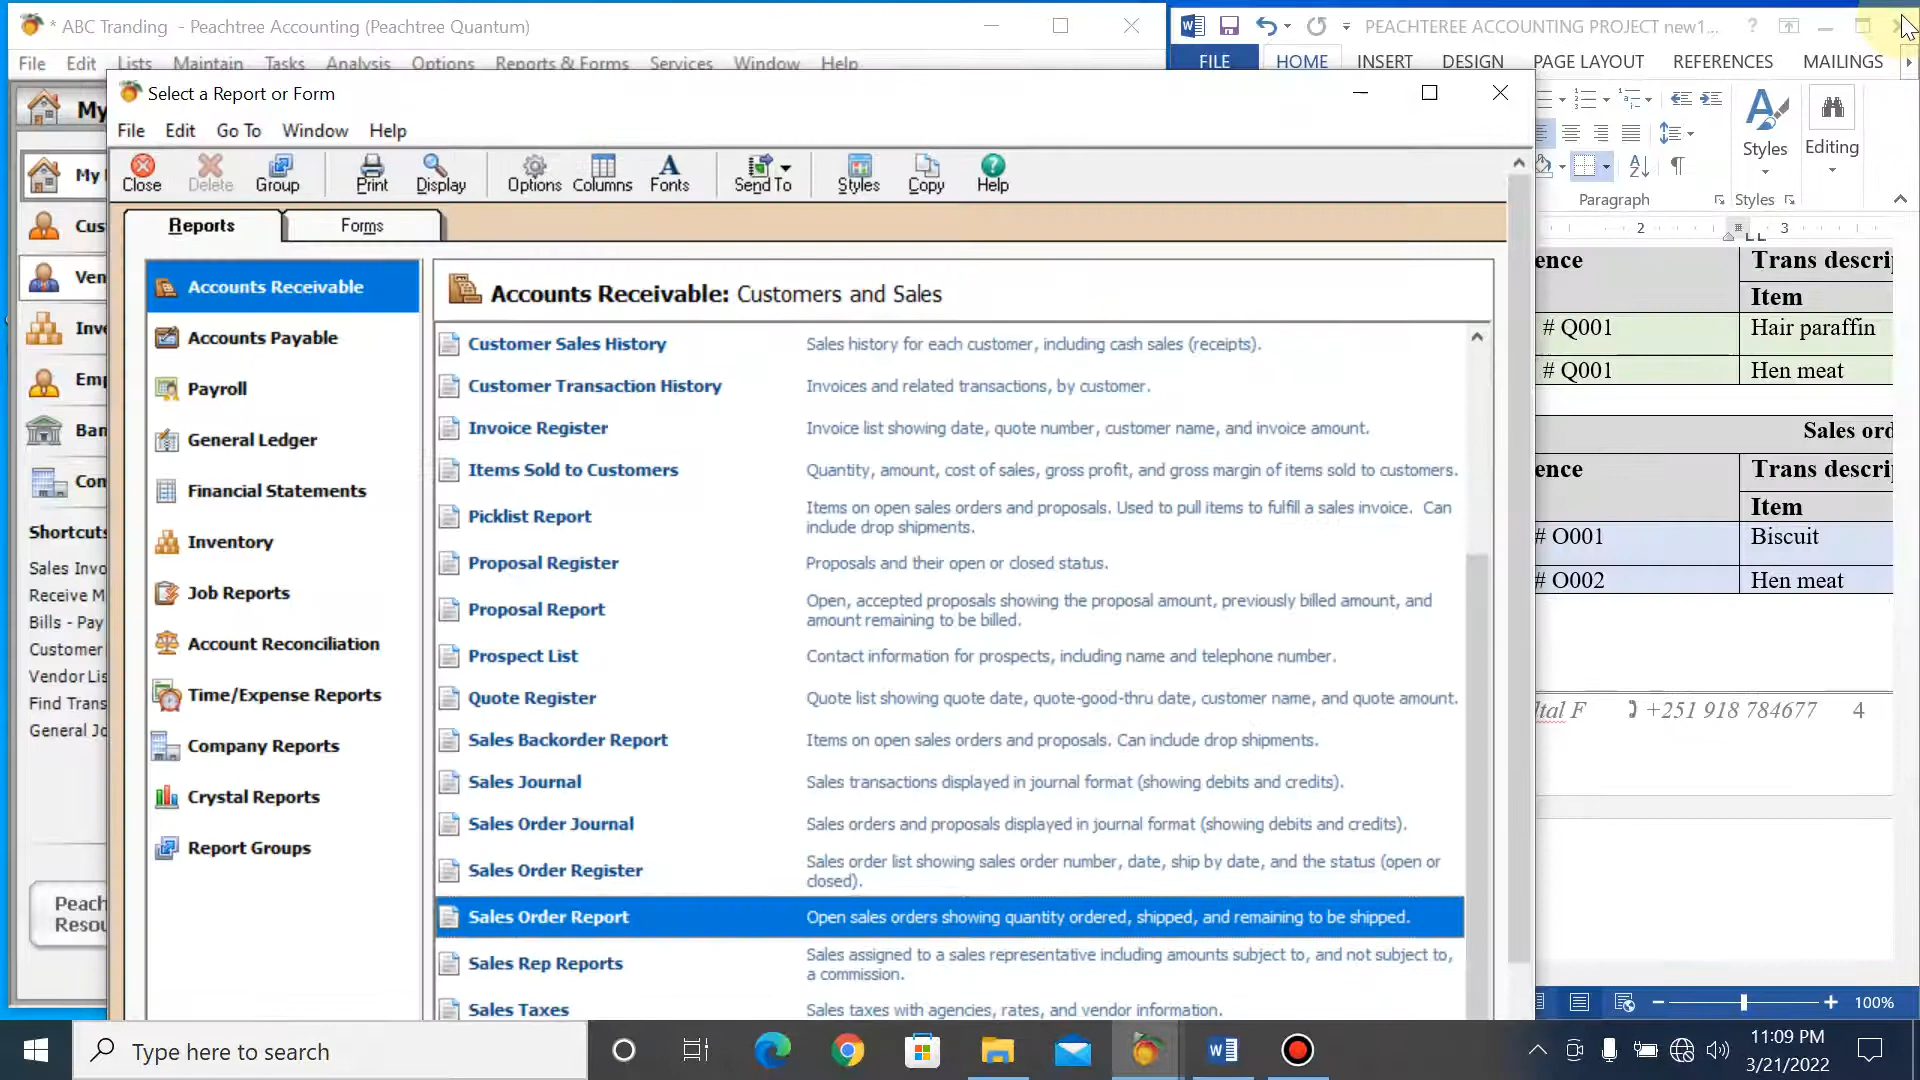 * ABC Tranding - Peachtree Accounting (Peachtree Quantum)
File Edit Lists Maintain Tasks Analysis Options Reports & Forms Services Window Help
My
My
Cus
Ven
Inve
Emp
Ban
Con
Shortcuts
Sales Invo
Receive M
Bills - Pay
Customer
Vendor Lis
Find Trans
General Jo
Peach
Resou
Select a Report or Form
File Edit Go To Window Help
Close Delete Group Print Display Options Columns Fonts Send To Styles Copy Help
Reports Forms
Accounts Receivable
Accounts Payable
Payroll
General Ledger
Financial Statements
Inventory
Job Reports
Account Reconciliation
Time/Expense Reports
Company Reports
Crystal Reports
Report Groups
Accounts Receivable: Customers and Sales
Customer Sales History Sales history for each customer, including cash sales (receipts).
Customer Transaction History Invoices and related transactions, by customer.
Invoice Register Invoice list showing date, quote number, customer name, and invoice amount.
Items Sold to Customers Quantity, amount, cost of sales, gross profit, and gross margin of items sold to customers.
Picklist Report Items on open sales orders and proposals. Used to pull items to fulfill a sales invoice. Can
include drop shipments.
Proposal Register Proposals and their open or closed status.
Proposal Report Open, accepted proposals showing the proposal amount, previously billed amount, and
amount remaining to be billed.
Prospect List Contact information for prospects, including name and telephone number.
Quote Register Quote list showing quote date, quote-good-thru date, customer name, and quote amount.
Sales Backorder Report Items on open sales orders and proposals. Can include drop shipments.
Sales Journal Sales transactions displayed in journal format (showing debits and credits).
Sales Order Journal Sales orders and proposals displayed in journal format (showing debits and credits).
Sales Order Register Sales order list showing sales order number, date, ship by date, and the status (open or
closed).
Sales Order Report Open sales orders showing quantity ordered, shipped, and remaining to be shipped.
Sales Rep Reports Sales assigned to a sales representative including amounts subject to, and not subject to,
a commission.
Sales Taxes Sales taxes with agencies, rates, and vendor information.
PEACHTEREE ACCOUNTING PROJECT new1...
FILE HOME INSERT DESIGN PAGE LAYOUT REFERENCES MAILINGS
Styles Editing
Paragraph Styles
2 3
ence Trans descrip
Item
# Q001 Hair paraffin
# Q001 Hen meat
Sales ord
ence Trans descrip
Item
# O001 Biscuit
# O002 Hen meat
ltal F +251 918 784677 4
100%
Type here to search
11:09 PM
3/21/2022